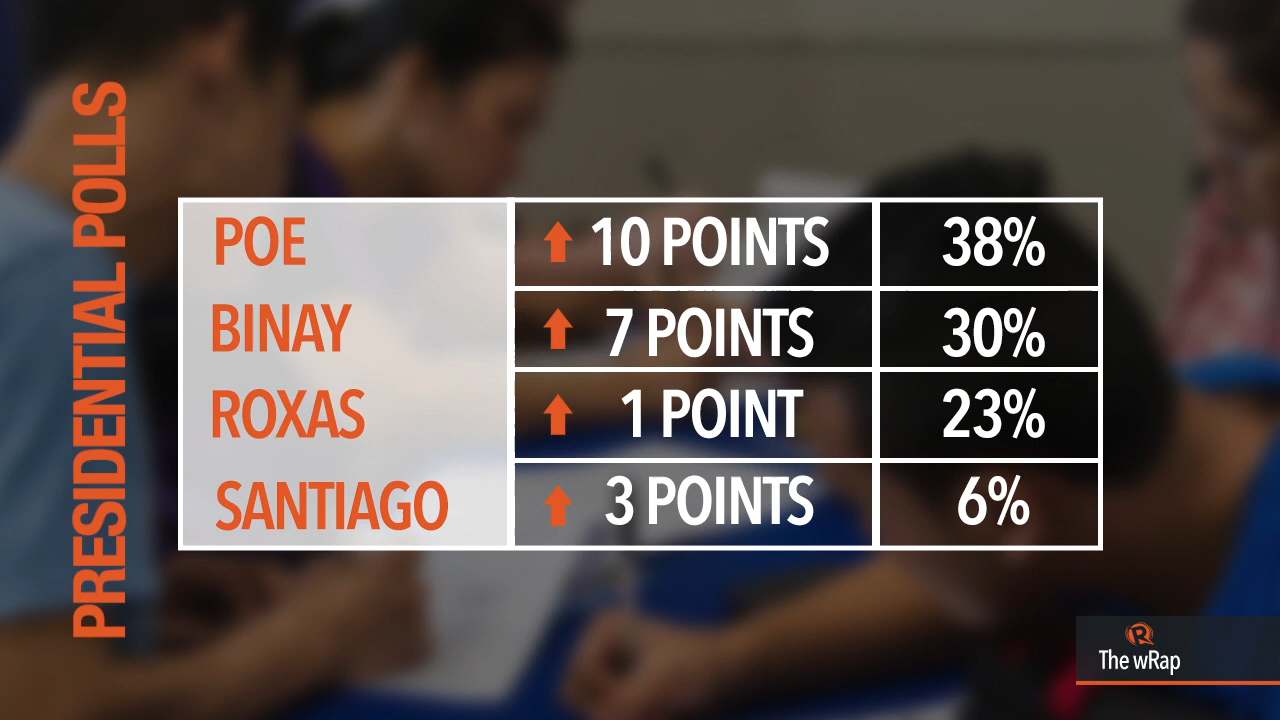 PRESIDENTIAL POLLS
POE ⬆ 10 POINTS 38%
BINAY ⬆ 7 POINTS 30%
ROXAS ⬆ 1 POINT 23%
SANTIAGO ⬆ 3 POINTS 6%
R
The wRap